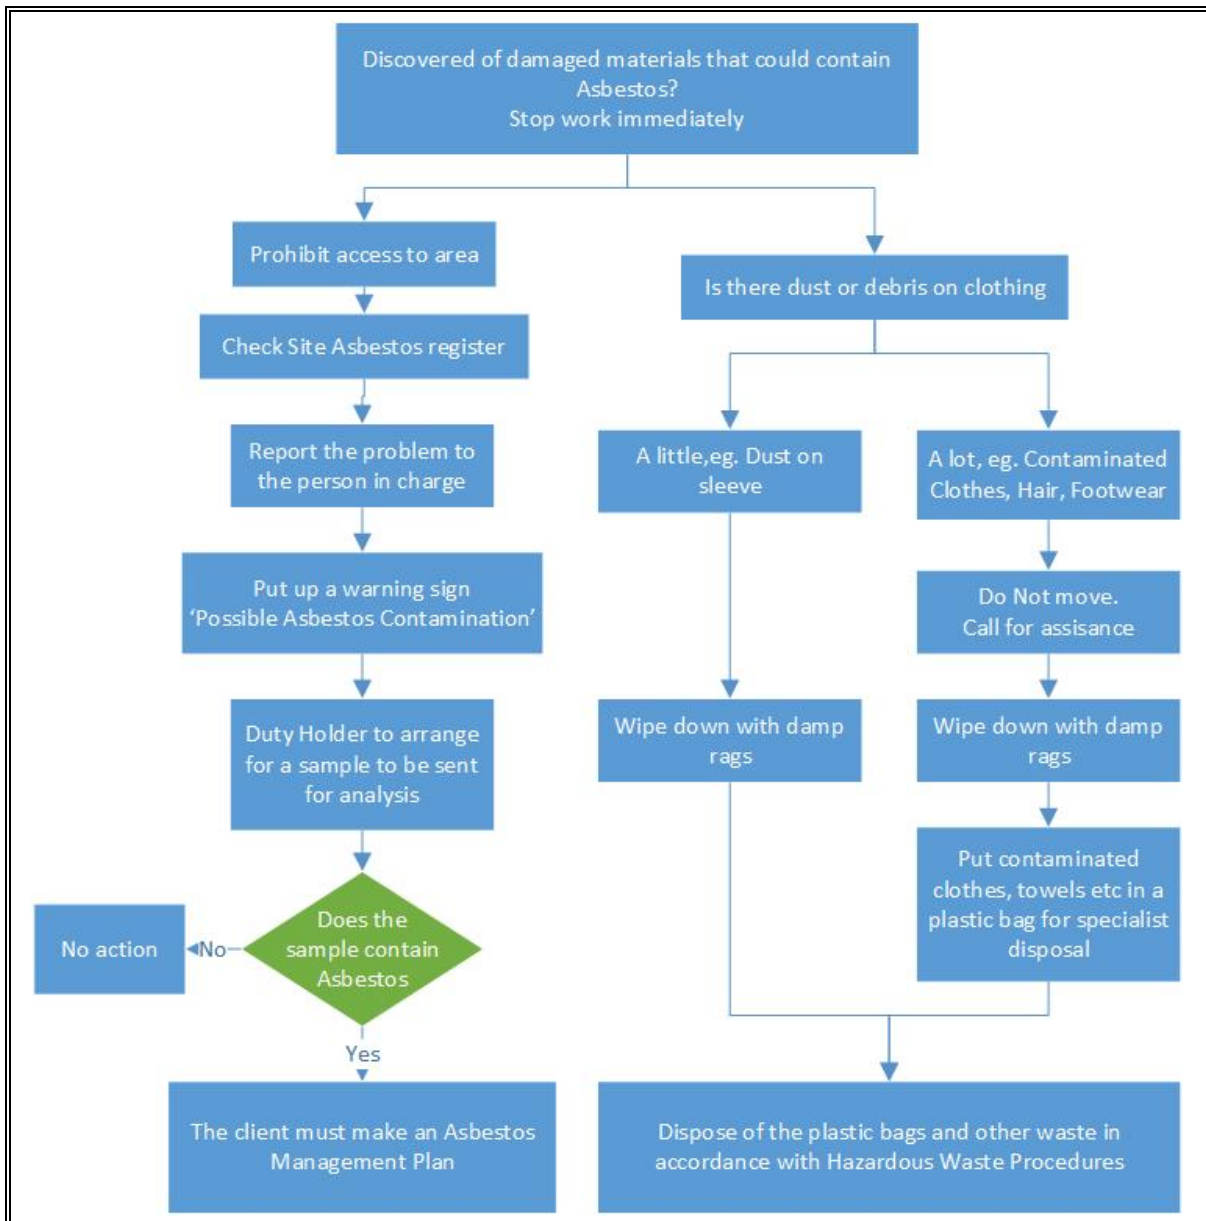 Discovered of damaged materials that could contain
Asbestos?
Stop work immediately
Prohibit access to area
Check Site Asbestos register
Report the problem to
the person in charge
Put up a warning sign
‘Possible Asbestos Contamination’
Duty Holder to arrange
for a sample to be sent
for analysis
Does the
sample contain
Asbestos
No
No action
Yes
The client must make an Asbestos
Management Plan
Is there dust or debris on clothing
A little,eg. Dust on
sleeve
Wipe down with damp
rags
A lot, eg. Contaminated
Clothes, Hair, Footwear
Do Not move.
Call for assisance
Wipe down with damp
rags
Put contaminated
clothes, towels etc in a
plastic bag for specialist
disposal
Dispose of the plastic bags and other waste in
accordance with Hazardous Waste Procedures